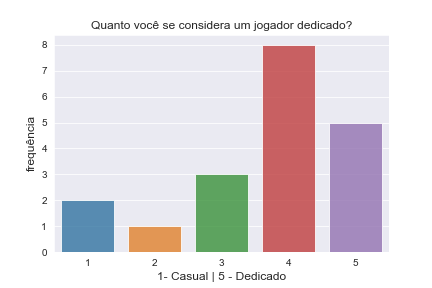 Quanto você se considera um jogador dedicado?
8
7
6
5
4
3
2
1
0
frequência
1 2 3 4 5
1- Casual | 5 - Dedicado